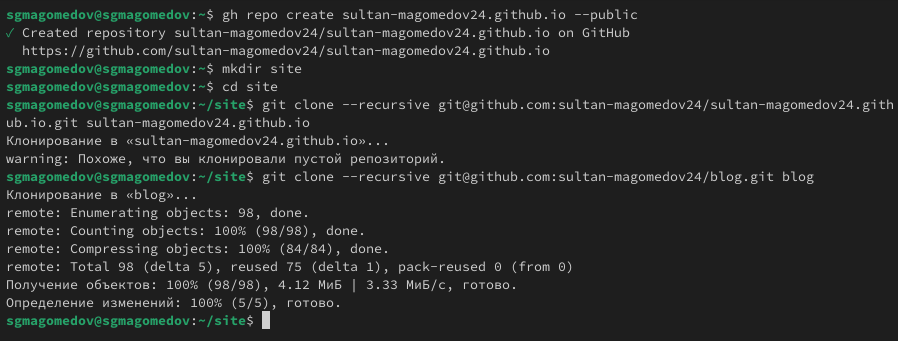 sgmagomedov@sgmagomedov:~$ gh repo create sultan-magomedov24.github.io --public
✓ Created repository sultan-magomedov24/sultan-magomedov24.github.io on GitHub
  https://github.com/sultan-magomedov24/sultan-magomedov24.github.io
sgmagomedov@sgmagomedov:~$ mkdir site
sgmagomedov@sgmagomedov:~$ cd site
sgmagomedov@sgmagomedov:~/site$ git clone --recursive git@github.com:sultan-magomedov24/sultan-magomedov24.gith
ub.io.git sultan-magomedov24.github.io
Клонирование в «sultan-magomedov24.github.io»...
warning: Похоже, что вы клонировали пустой репозиторий.
sgmagomedov@sgmagomedov:~/site$ git clone --recursive git@github.com:sultan-magomedov24/blog.git blog
Клонирование в «blog»...
remote: Enumerating objects: 98, done.
remote: Counting objects: 100% (98/98), done.
remote: Compressing objects: 100% (84/84), done.
remote: Total 98 (delta 5), reused 75 (delta 1), pack-reused 0 (from 0)
Получение объектов: 100% (98/98), 4.12 МиБ | 3.33 МиБ/с, готово.
Определение изменений: 100% (5/5), готово.
sgmagomedov@sgmagomedov:~/site$